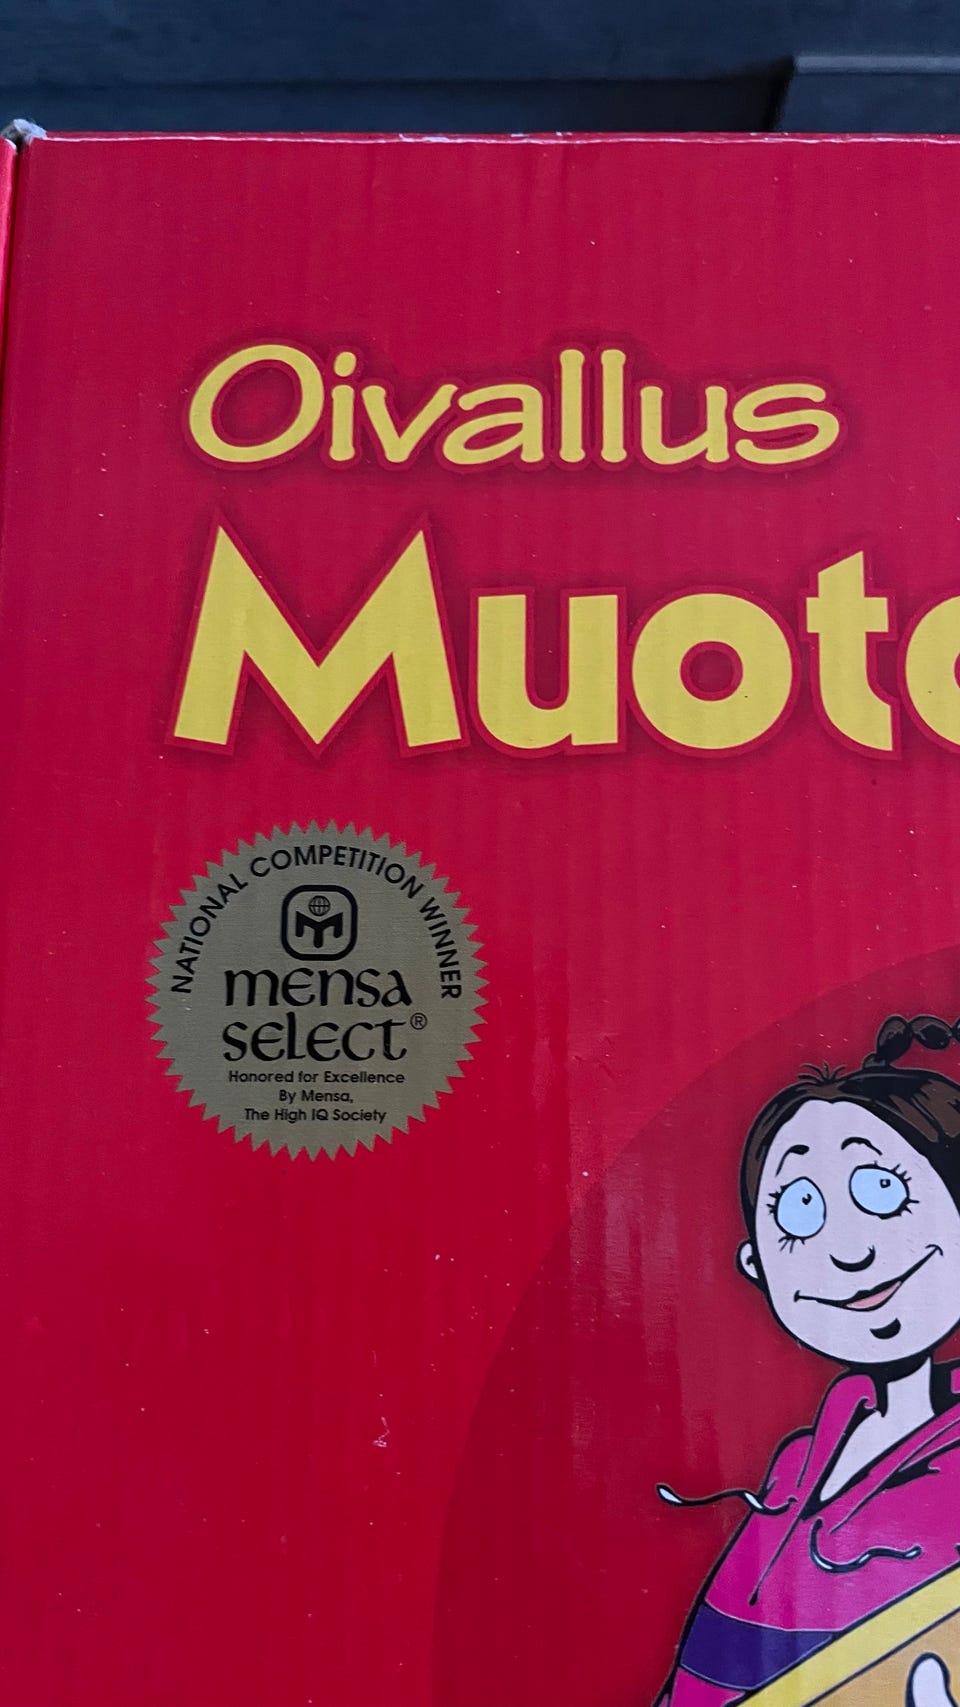 Oivallus
Muoto
NATIONAL COMPETITION WINNER
mensa
select®
Honored for Excellence
By Mensa,
The High IQ Society